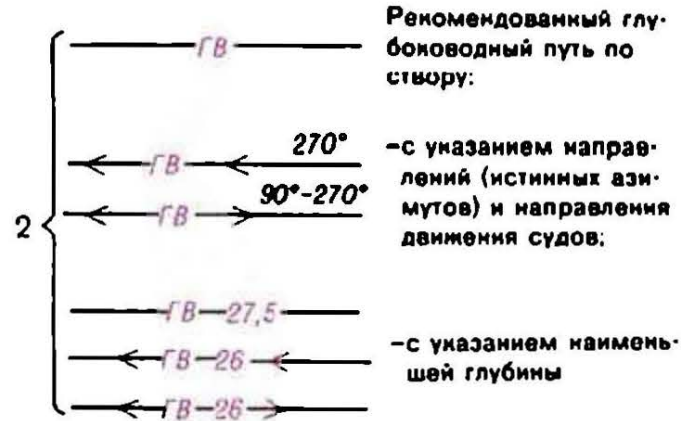 ГВ
Рекомендованный глу-
боководный путь по
створу:
270°
ГВ
90°-270°
ГВ
-с указанием направ-
лений (истинных ази-
мутов) и направления
движения судов;
2
ГВ 27,5
ГВ 26
ГВ 26
-с указанием наимень-
шей глубины